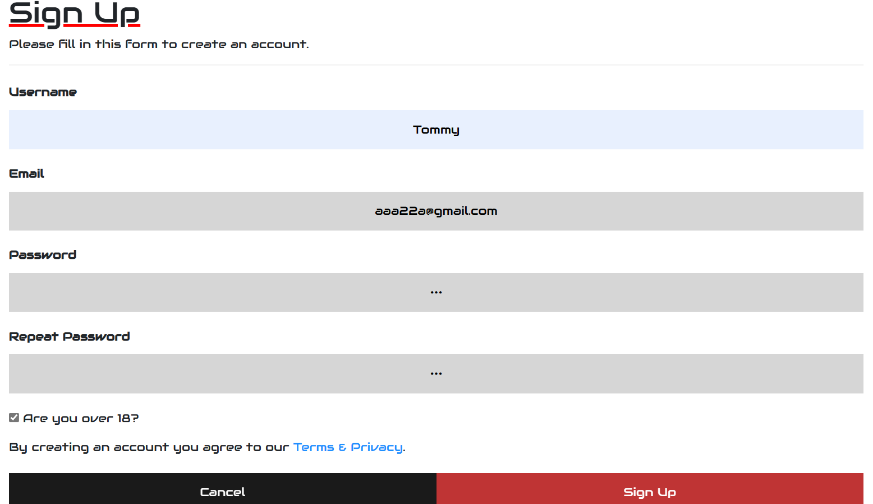 Sign Up
Please fill in this form to create an account.
Username
Tommy
Email
aaa22a@gmail.com
Password
•••
Repeat Password
•••
Are you over 18?
By creating an account you agree to our Terms & Privacy.
Cancel
Sign Up